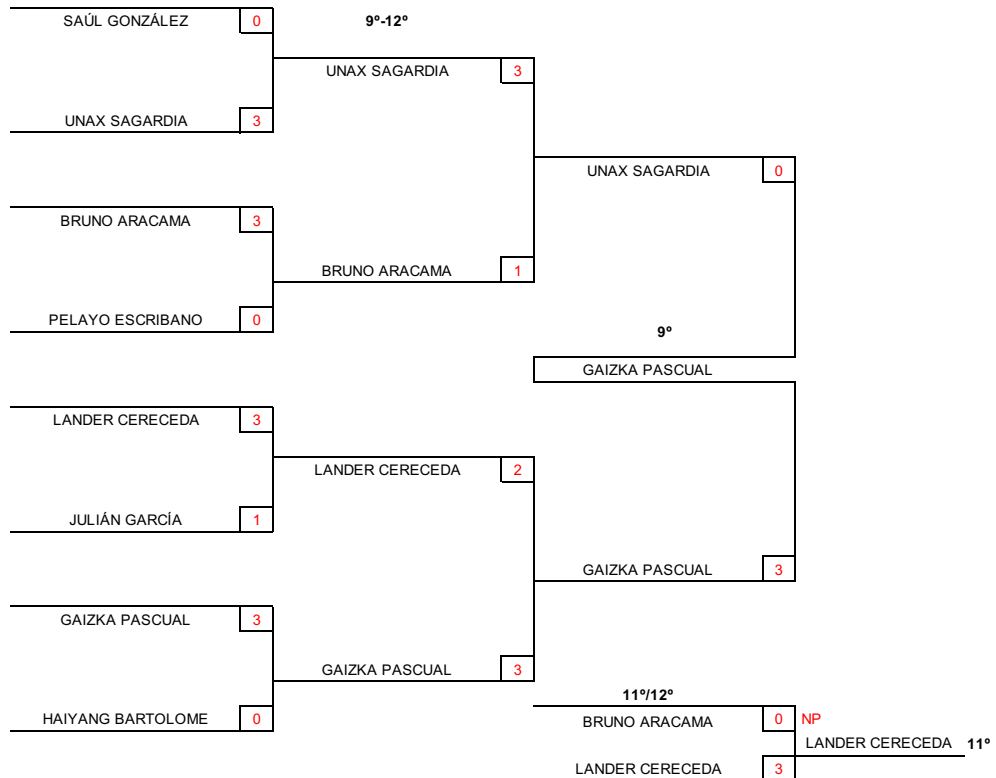 SAÚL GONZÁLEZ 0 9º-12º
UNAX SAGARDIA 3
UNAX SAGARDIA 3
UNAX SAGARDIA 0
BRUNO ARACAMA 3
BRUNO ARACAMA 1
PELAYO ESCRIBANO 0
9º
GAIZKA PASCUAL
LANDER CERECEDA 3
LANDER CERECEDA 2
JULIÁN GARCÍA 1
GAIZKA PASCUAL 3
GAIZKA PASCUAL 3
GAIZKA PASCUAL 3
11º/12º
HAIYANG BARTOLOME 0 BRUNO ARACAMA 0 NP
LANDER CERECEDA 11º
LANDER CERECEDA 3